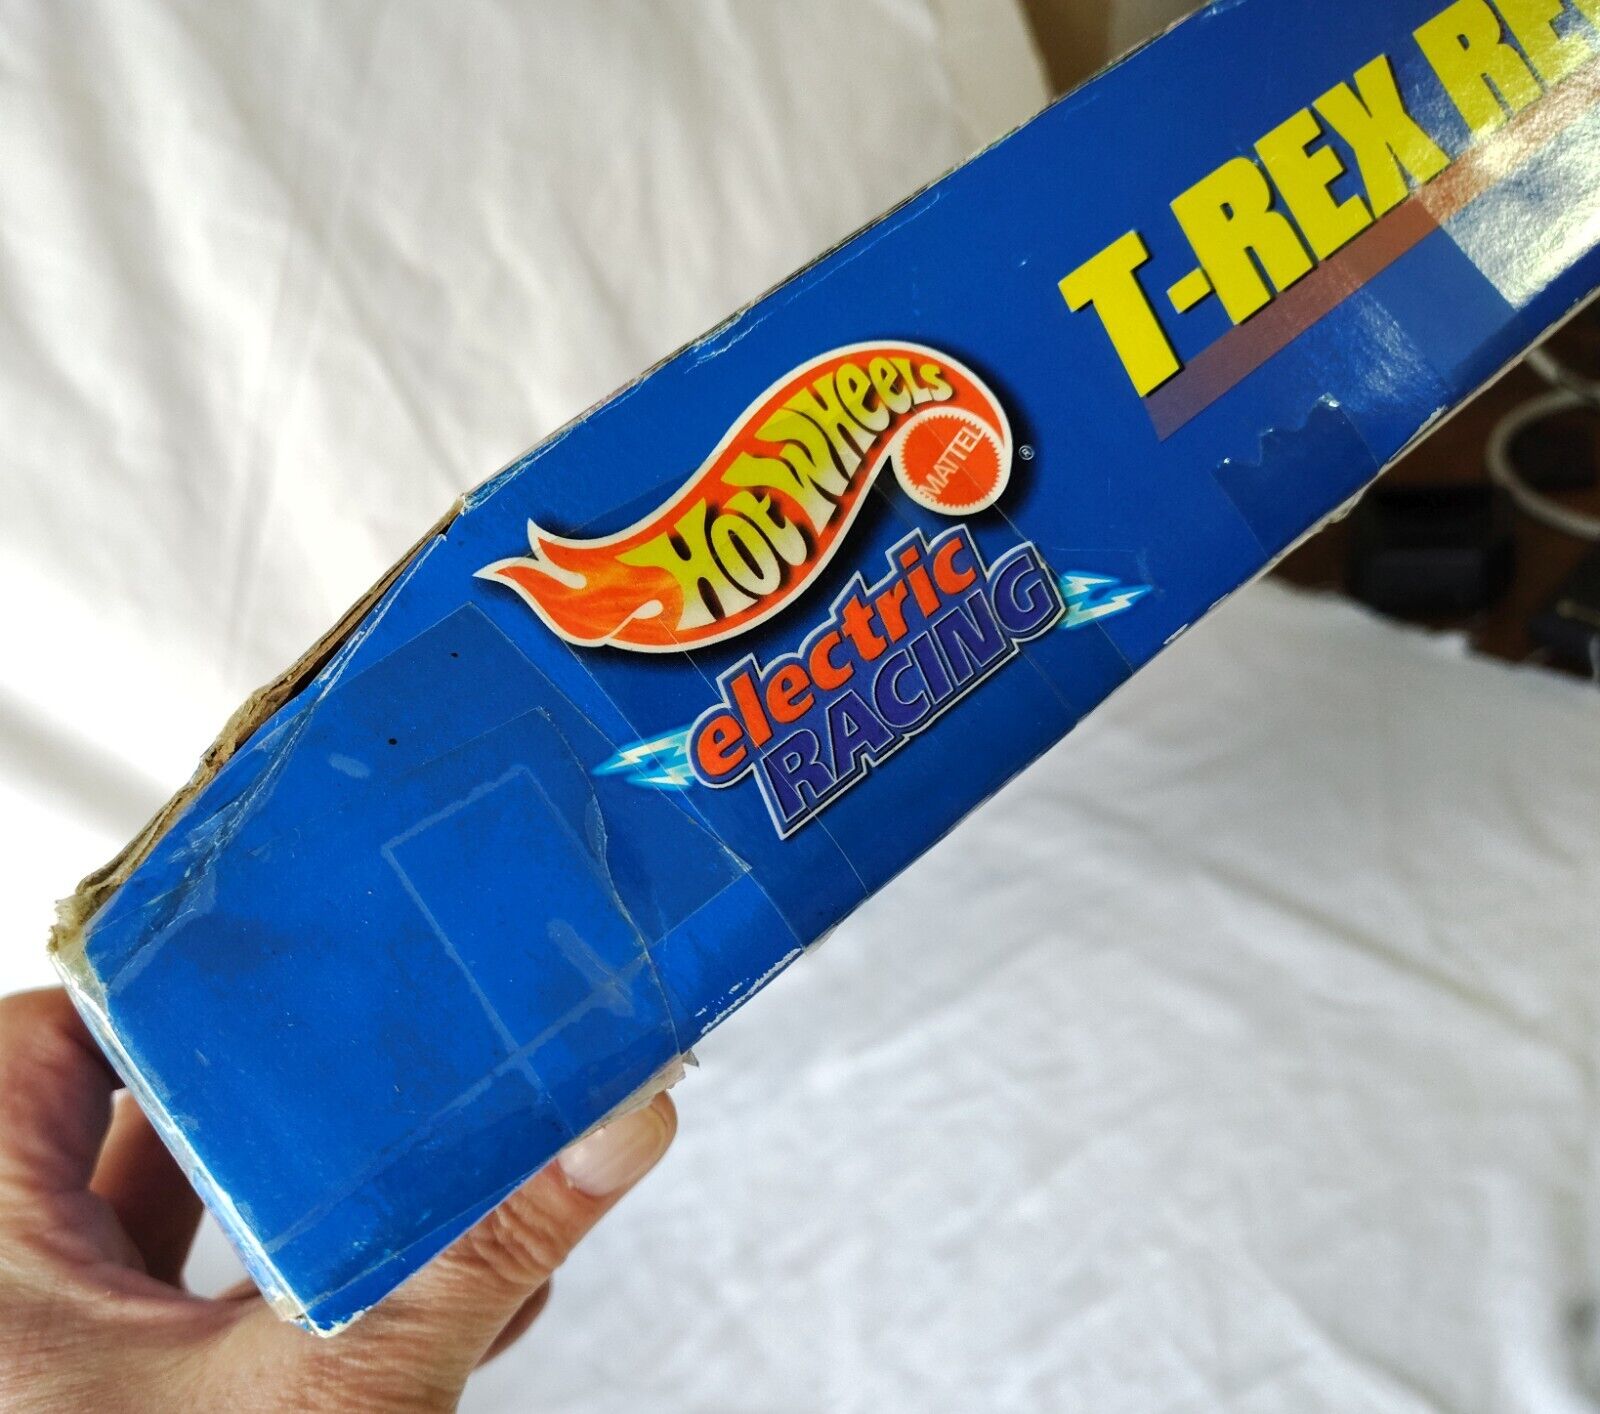 T-REX
HOT WHEELS
MATTEL
®
electric
RACING